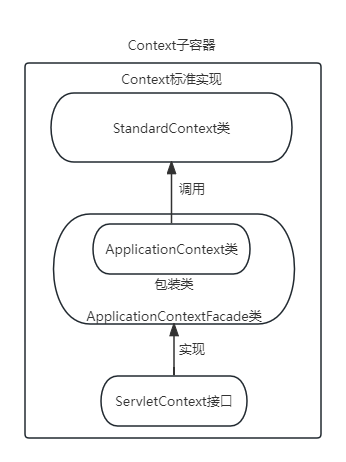 Context子容器
Context标准实现
StandardContext类
调用
ApplicationContext类
包装类
ApplicationContextFacade类
实现
ServletContext接口